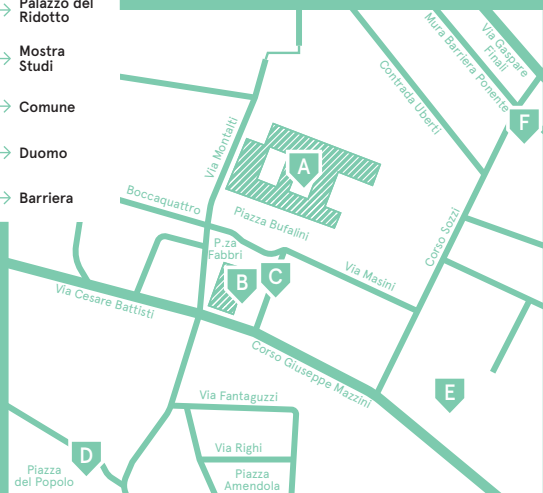 Palazzo del
Ridotto
Mostra
Studi
Comune
Duomo
Barriera
Via Gaspare
Finali
Mura Barriera Ponente
Contrada Uberti
F
Via Montalti
A
Boccaquattro
Piazza Bufalini
Corso Sozzi
P.za
Fabbri
Via Masini
B
C
Via Cesare Battisti
Corso Giuseppe Mazzini
E
Via Fantaguzzi
Via Righi
D
Piazza
del Popolo
Piazza
Amendola